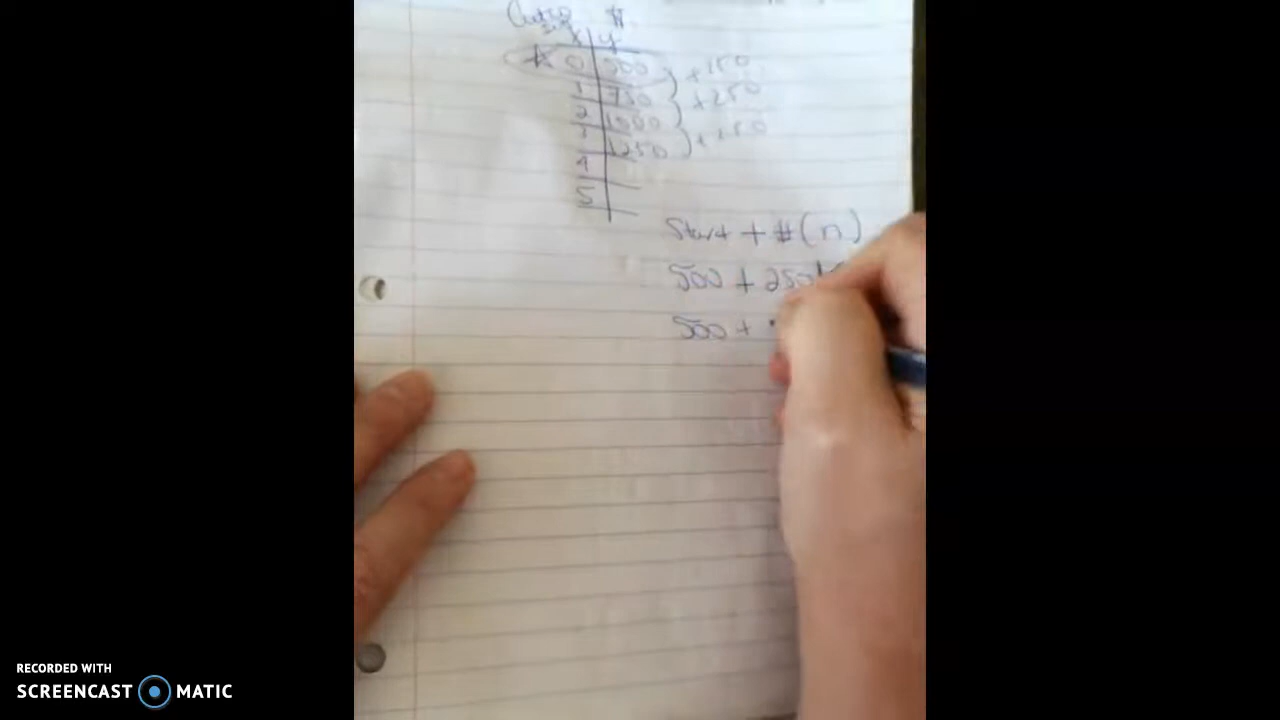 $
x y
0 500 +250
1 750 +250
2 1000 +250
3 1250
4
5
Start + #(n)
500 + 250
500 +
RECORDED WITH
SCREENCAST MATIC